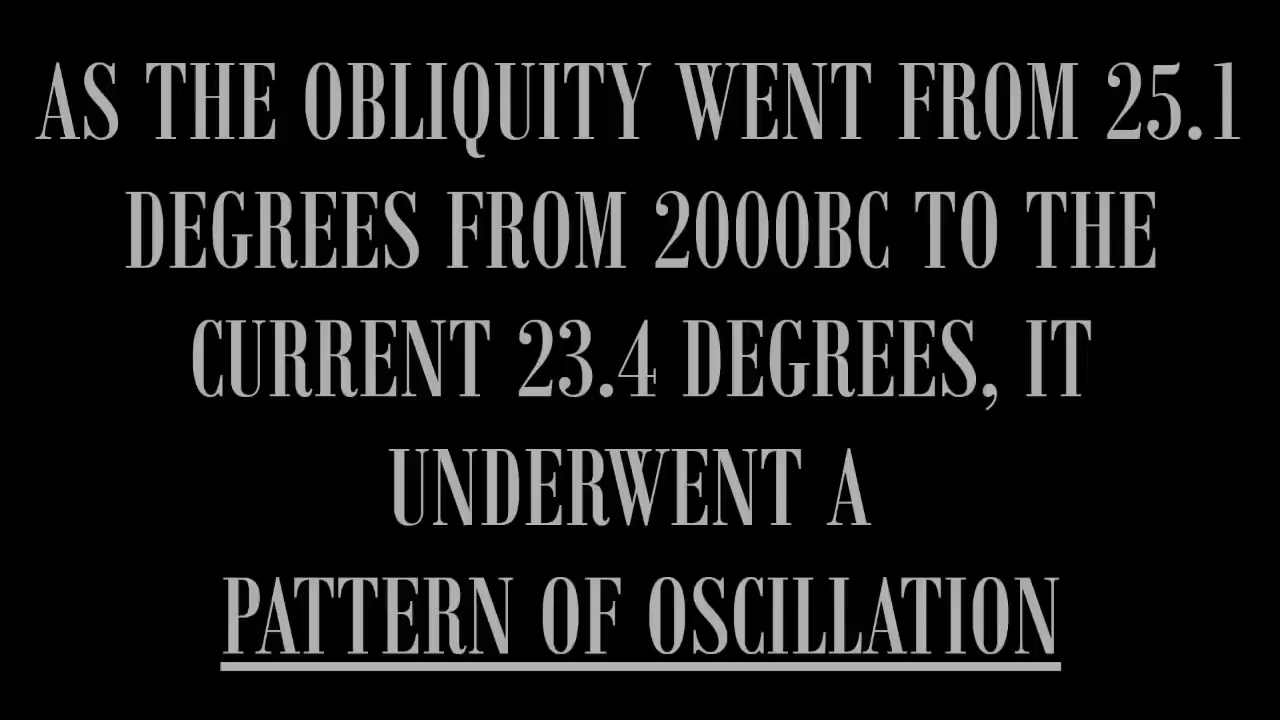 AS THE OBLIQUITY WENT FROM 25.1
DEGREES FROM 2000BC TO THE
CURRENT 23.4 DEGREES, IT
UNDERWENT A
PATTERN OF OSCILLATION